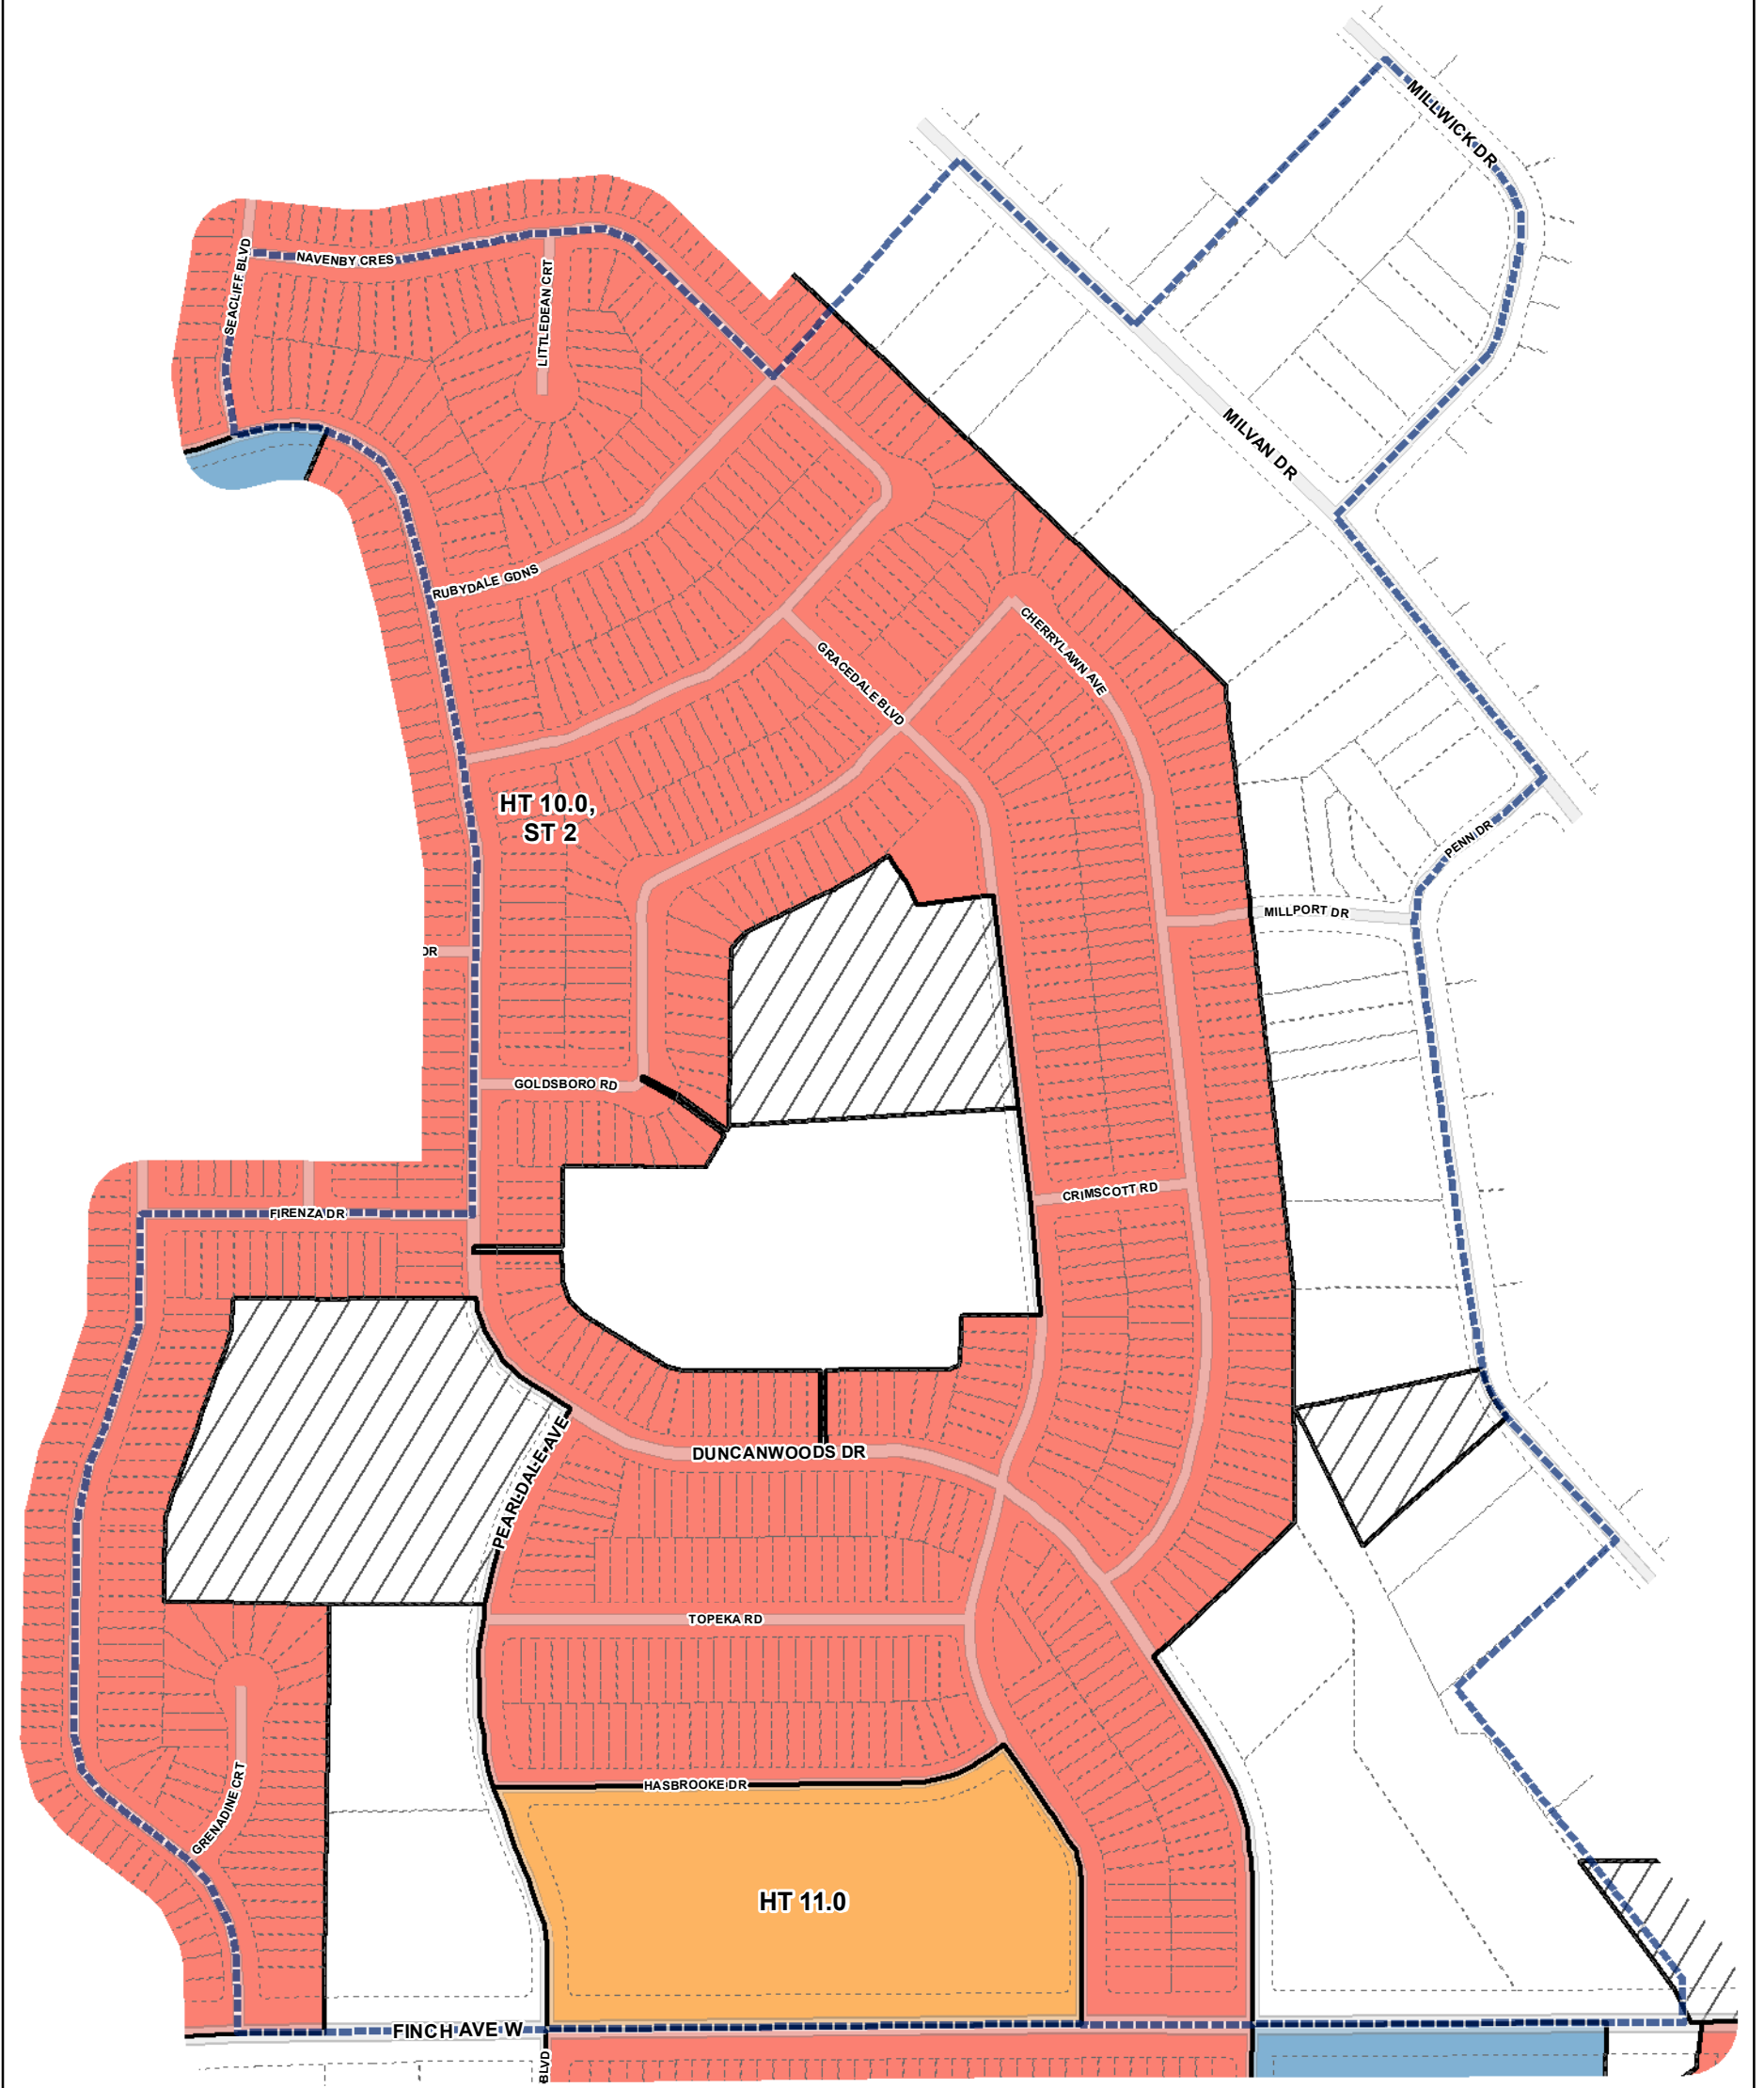 MILLWICK DR
NAVENBY CRES
SEACLIFF BLVD
LITTLEDEAN CRT
MILVAN DR
RUBYDALE GDNS
CHERRYLAWN AVE
GRACEDALE BLVD
HT 10.0,
ST 2
PENN DR
MILLPORT DR
DR
GOLDSBORO RD
CRIMSCOTT RD
FIRENZA DR
PEARLDALE AVE
DUNCANWOODS DR
TOPEKA RD
HASBROOKE DR
GRENADINE CRT
HT 11.0
FINCH AVE W
BLVD